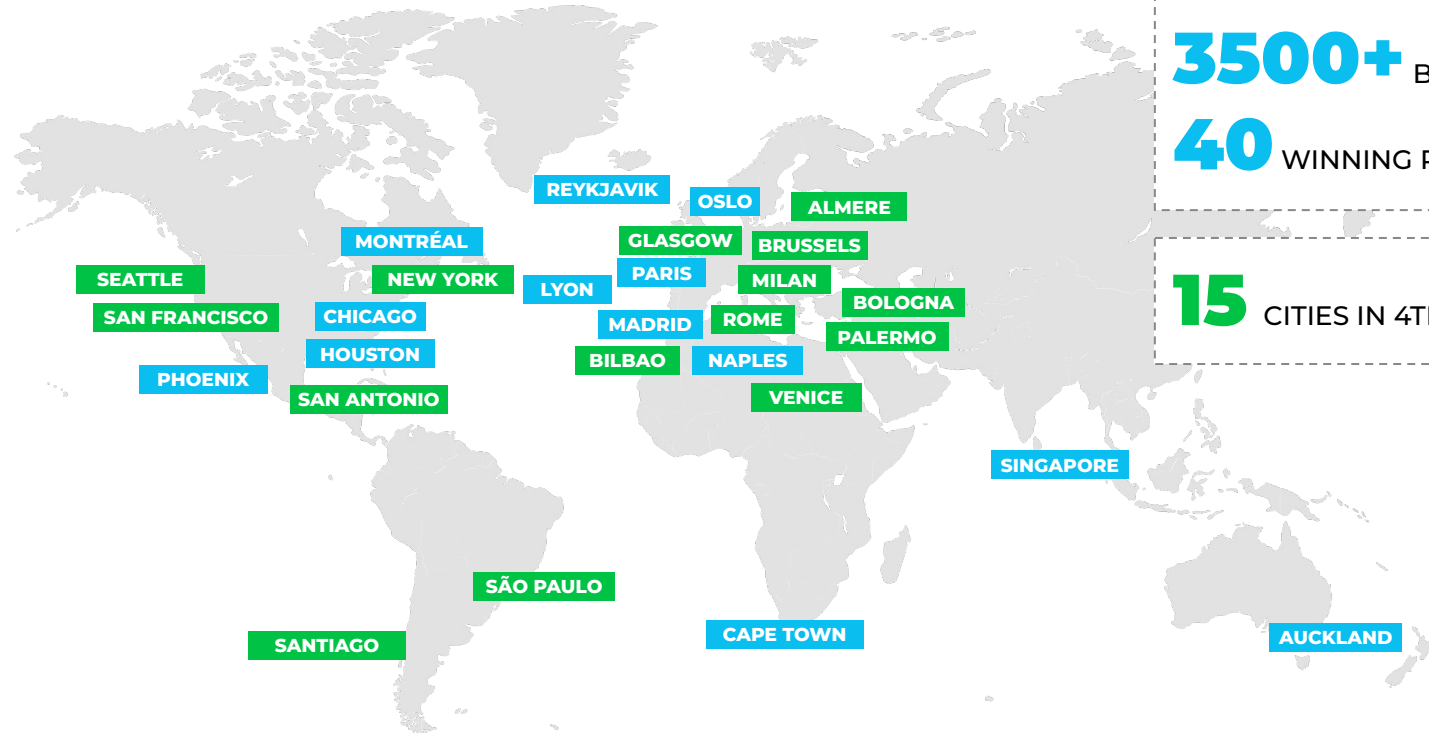 3500+ B
40 WINNING P
REYKJAVIK
OSLO
ALMERE
MONTRÉAL
GLASGOW
BRUSSELS
SEATTLE
NEW YORK
LYON
PARIS
MILAN
BOLOGNA
15 CITIES IN 4T
SAN FRANCISCO
CHICAGO
MADRID
ROME
PALERMO
HOUSTON
BILBAO
NAPLES
PHOENIX
SAN ANTONIO
VENICE
SINGAPORE
SÃO PAULO
SANTIAGO
CAPE TOWN
AUCKLAND